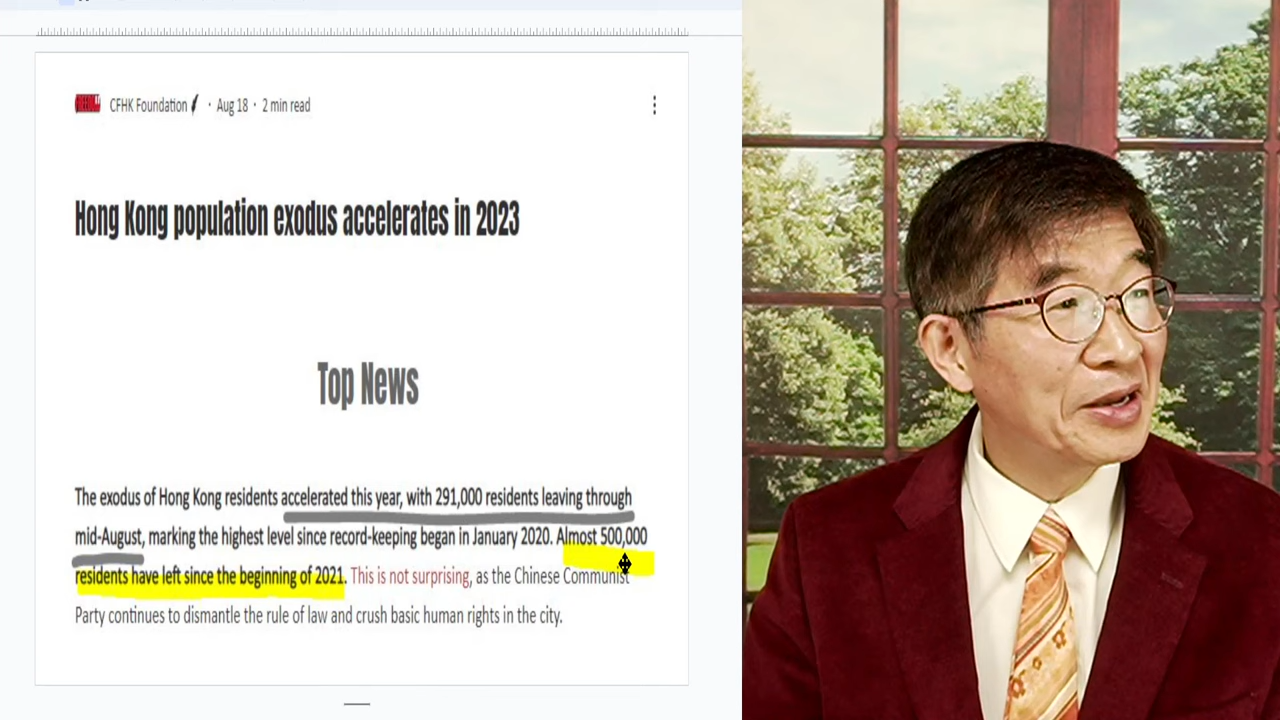 CFHK Foundation · Aug 18 · 2 min read
Hong Kong population exodus accelerates in 2023
Top News
The exodus of Hong Kong residents accelerated this year, with 291,000 residents leaving through
mid-August, marking the highest level since record-keeping began in January 2020. Almost 500,000
residents have left since the beginning of 2021. This is not surprising, as the Chinese Communist
Party continues to dismantle the rule of law and crush basic human rights in the city.